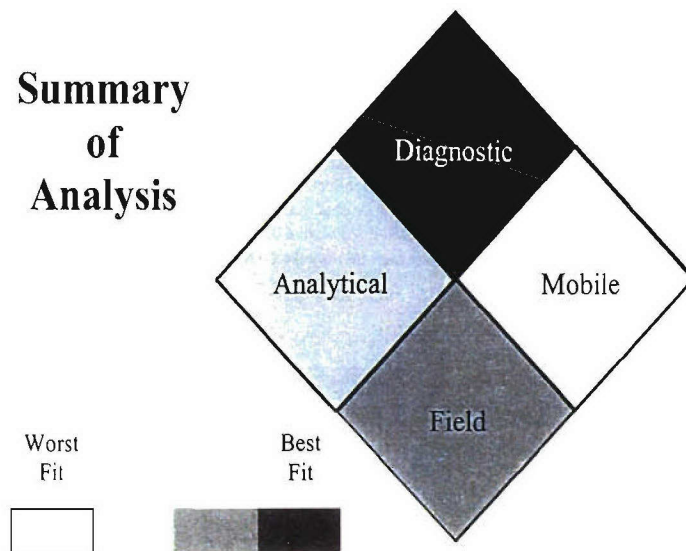 Summary
of
Analysis
Diagnostic
Analytical
Mobile
Field
Worst
Fit
Best
Fit